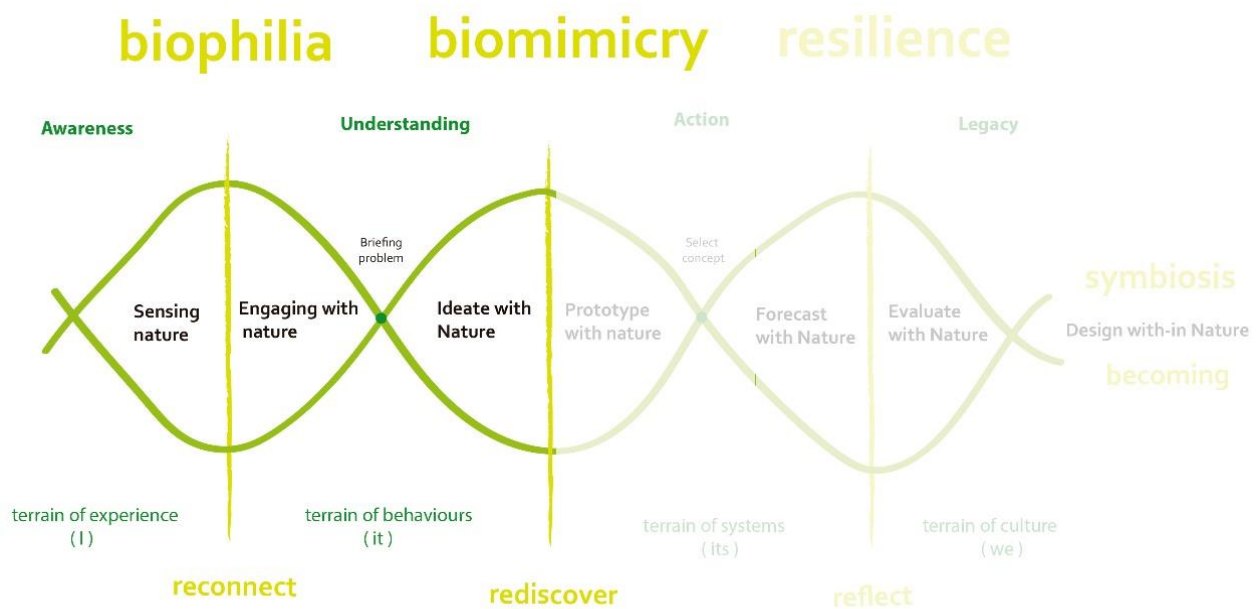 biophilia biomimicry resilience
Awareness Understanding Action Legacy
Briefing
problem
Select
concept
Sensing
nature
Engaging with
nature
Ideate with
Nature
Prototype
with nature
Forecast
with Nature
Evaluate
with Nature
symbiosis
Design with-in Nature
becoming
terrain of experience
( I )
terrain of behaviours
( it )
terrain of systems
( its )
terrain of culture
( we )
reconnect rediscover reflect